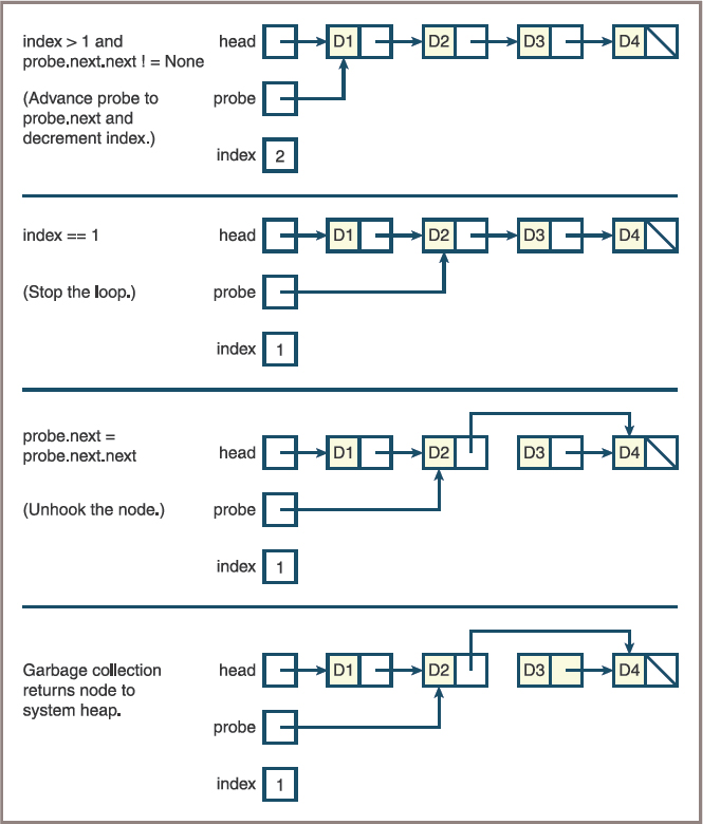 index > 1 and
probe.next.next ! = None
(Advance probe to
probe.next and
decrement index.)
head D1 D2 D3 D4
probe
index 2
index == 1
(Stop the loop.)
head D1 D2 D3 D4
probe
index 1
probe.next =
probe.next.next
(Unhook the node.)
head D1 D2 D3 D4
probe
index 1
Garbage collection
returns node to
system heap.
head D1 D2 D3 D4
probe
index 1